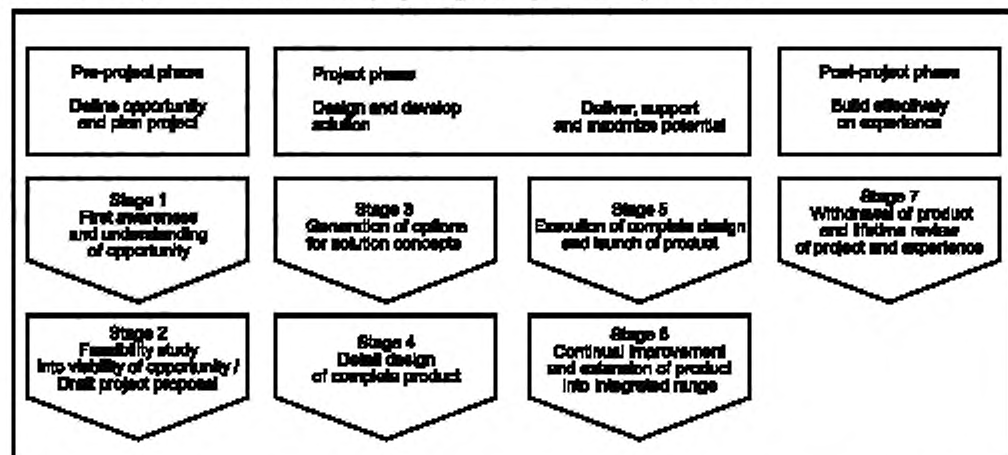 Pre-project phase
Define opportunity
and plan project
Project phase
Design and develop
solution
Deliver, support
and maximize potential
Post-project phase
Build effectively
on experience
Stage 1
First awareness
and understanding
of opportunity
Stage 2
Feasibility study
into viability of opportunity /
Draft project proposal
Stage 3
Generation of options
for solution concepts
Stage 4
Detail design
of complete product
Stage 5
Execution of complete design
and launch of product
Stage 6
Continual improvement
and extension of product
into integrated range
Stage 7
Withdrawal of product
and lifetime review
of project and experience